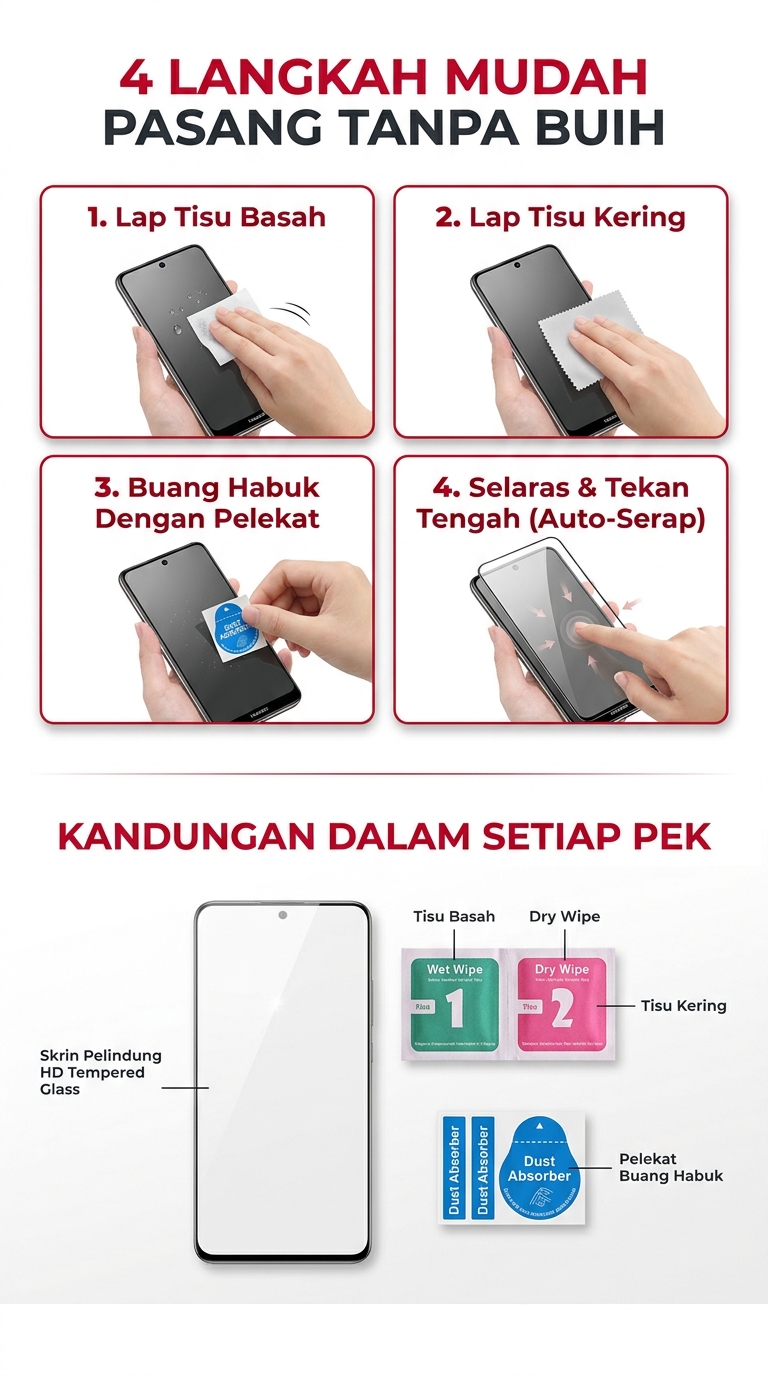 4 LANGKAH MUDAH
PASANG TANPA BUIH
1. Lap Tisu Basah
2. Lap Tisu Kering
3. Buang Habuk
Dengan Pelekat
4. Selaras & Tekan
Tengah (Auto-Serap)
KANDUNGAN DALAM SETIAP PEK
Tisu Basah
Dry Wipe
Wet Wipe
1
Dry Wipe
2
Tisu Kering
Skrin Pelindung
HD Tempered
Glass
Dust Absorber
Dust Absorber
Dust
Absorber
Pelekat
Buang Habuk